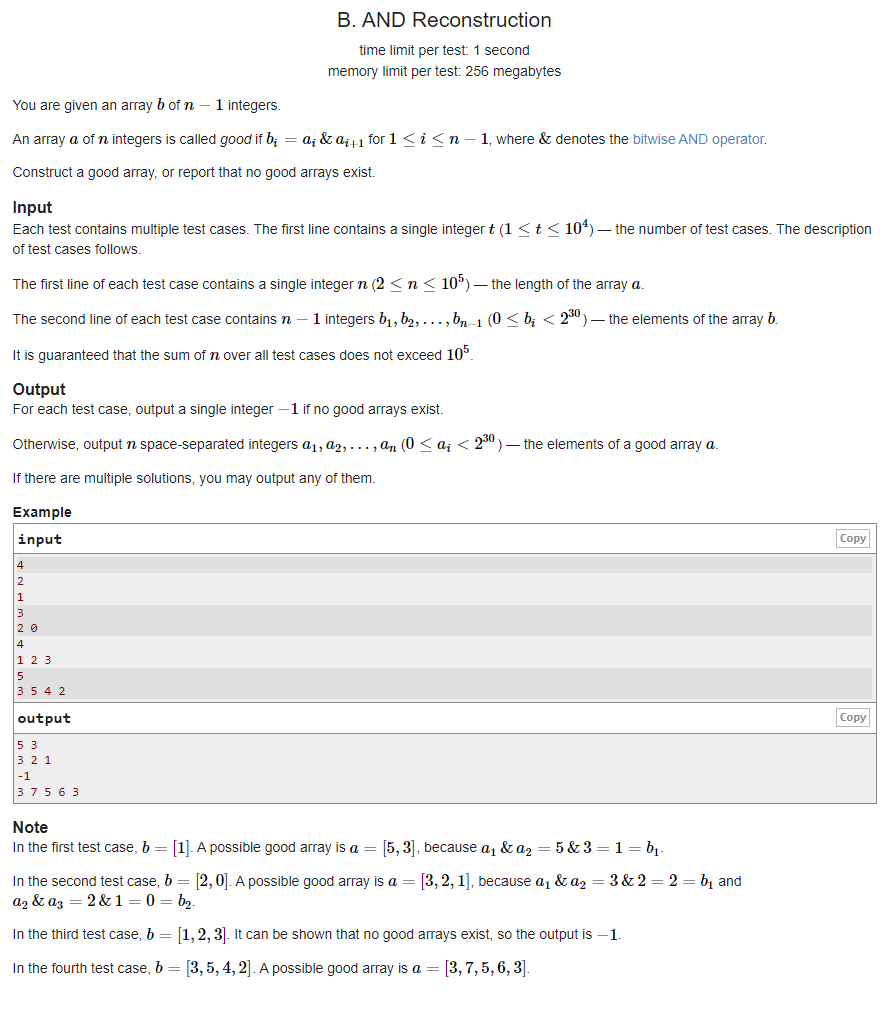 B. AND Reconstruction
time limit per test: 1 second
memory limit per test: 256 megabytes
You are given an array b of n − 1 integers.
An array a of n integers is called good if b_i = a_i & a_{i+1} for 1 ≤ i ≤ n − 1, where & denotes the bitwise AND operator.
Construct a good array, or report that no good arrays exist.
Input
Each test contains multiple test cases. The first line contains a single integer t (1 ≤ t ≤ 10^4) — the number of test cases. The description
of test cases follows.
The first line of each test case contains a single integer n (2 ≤ n ≤ 10^5) — the length of the array a.
The second line of each test case contains n − 1 integers b_1, b_2, …, b_{n−1} (0 ≤ b_i < 2^{30}) — the elements of the array b.
It is guaranteed that the sum of n over all test cases does not exceed 10^5.
Output
For each test case, output a single integer −1 if no good arrays exist.
Otherwise, output n space-separated integers a_1, a_2, …, a_n (0 ≤ a_i < 2^{30}) — the elements of a good array a.
If there are multiple solutions, you may output any of them.
Example
input Copy
4
2
1
3
2 0
4
1 2 3
5
3 5 4 2
output Copy
5 3
3 2 1
-1
3 7 5 6 3
Note
In the first test case, b = [1]. A possible good array is a = [5, 3], because a_1 & a_2 = 5 & 3 = 1 = b_1.
In the second test case, b = [2, 0]. A possible good array is a = [3, 2, 1], because a_1 & a_2 = 3 & 2 = 2 = b_1 and
a_2 & a_3 = 2 & 1 = 0 = b_2.
In the third test case, b = [1, 2, 3]. It can be shown that no good arrays exist, so the output is −1.
In the fourth test case, b = [3, 5, 4, 2]. A possible good array is a = [3, 7, 5, 6, 3].